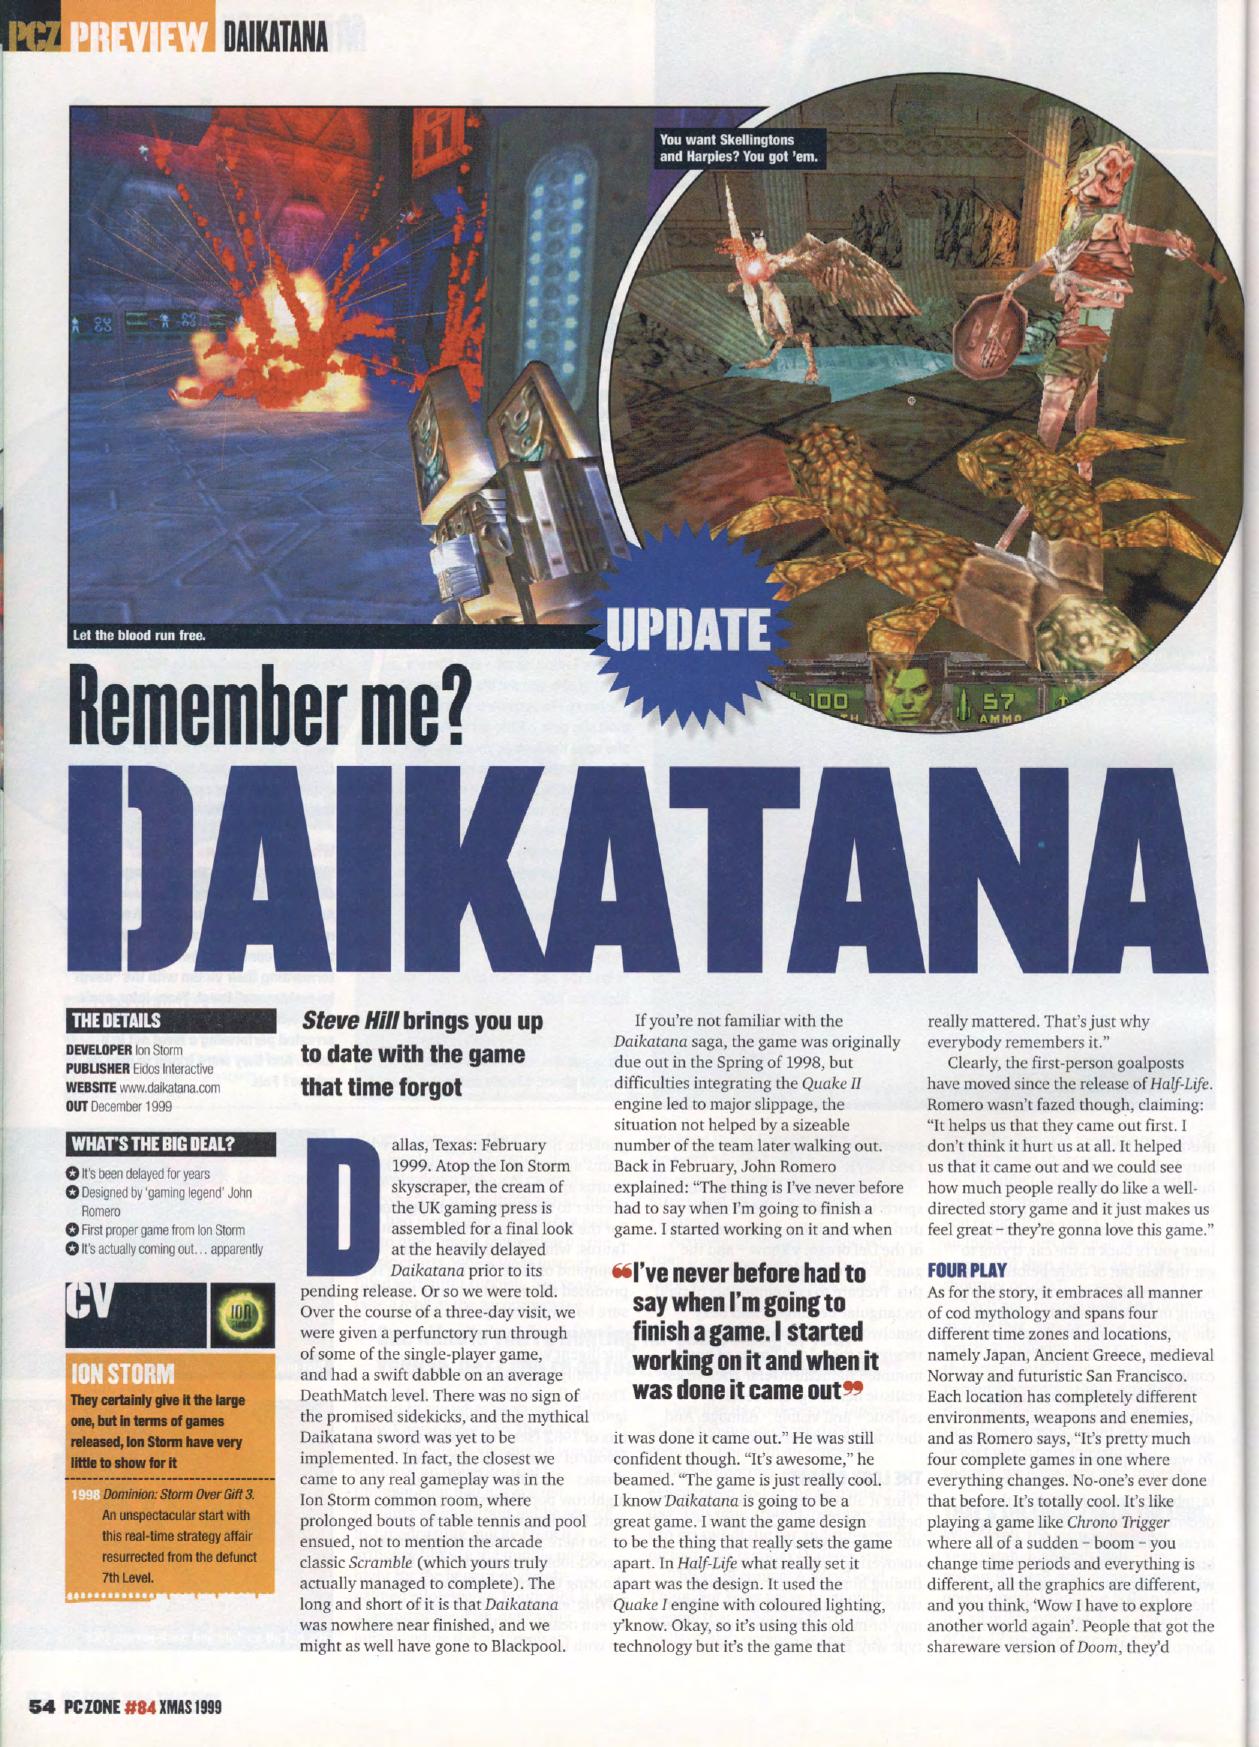 PCZ PREVIEW DAIKATANA
You want Skellingtons
and Harpies? You got 'em.
Let the blood run free.
UPDATE
100
57
AMMO
Remember me?
DAIKATANA
THE DETAILS
DEVELOPER Ion Storm
PUBLISHER Eidos Interactive
WEBSITE www.daikatana.com
OUT December 1999
WHAT'S THE BIG DEAL?
It's been delayed for years
Designed by 'gaming legend' John
Romero
First proper game from Ion Storm
It's actually coming out... apparently
CV
ION
ION STORM
They certainly give it the large
one, but in terms of games
released, Ion Storm have very
little to show for it
1998 Dominion: Storm Over Gift 3.
An unspectacular start with
this real-time strategy affair
resurrected from the defunct
7th Level.
Steve Hill brings you up
to date with the game
that time forgot
Dallas, Texas: February
1999. Atop the Ion Storm
skyscraper, the cream of
the UK gaming press is
assembled for a final look
at the heavily delayed
Daikatana prior to its
pending release. Or so we were told.
Over the course of a three-day visit, we
were given a perfunctory run through
of some of the single-player game,
and had a swift dabble on an average
DeathMatch level. There was no sign of
the promised sidekicks, and the mythical
Daikatana sword was yet to be
implemented. In fact, the closest we
came to any real gameplay was in the
Ion Storm common room, where
prolonged bouts of table tennis and pool
ensued, not to mention the arcade
classic Scramble (which yours truly
actually managed to complete). The
long and short of it is that Daikatana
was nowhere near finished, and we
might as well have gone to Blackpool.
If you're not familiar with the
Daikatana saga, the game was originally
due out in the Spring of 1998, but
difficulties integrating the Quake II
engine led to major slippage, the
situation not helped by a sizeable
number of the team later walking out.
Back in February, John Romero
explained: "The thing is I've never before
had to say when I'm going to finish a
game. I started working on it and when
"I've never before had to
say when I'm going to
finish a game. I started
working on it and when it
was done it came out"
it was done it came out." He was still
confident though. "It's awesome," he
beamed. "The game is just really cool.
I know Daikatana is going to be a
great game. I want the game design
to be the thing that really sets the game
apart. In Half-Life what really set it
apart was the design. It used the
Quake I engine with coloured lighting,
y'know. Okay, so it's using this old
technology but it's the game that
really mattered. That's just why
everybody remembers it."
Clearly, the first-person goalposts
have moved since the release of Half-Life.
Romero wasn't fazed though, claiming:
"It helps us that they came out first. I
don't think it hurt us at all. It helped
us that it came out and we could see
how much people really do like a well-
directed story game and it just makes us
feel great – they're gonna love this game."
FOUR PLAY
As for the story, it embraces all manner
of cod mythology and spans four
different time zones and locations,
namely Japan, Ancient Greece, medieval
Norway and futuristic San Francisco.
Each location has completely different
environments, weapons and enemies,
and as Romero says, "It's pretty much
four complete games in one where
everything changes. No-one's ever done
that before. It's totally cool. It's like
playing a game like Chrono Trigger
where all of a sudden – boom – you
change time periods and everything is
different, all the graphics are different,
and you think, 'Wow I have to explore
another world again'. People that got the
shareware version of Doom, they'd
54 PC ZONE #84 XMAS 1999